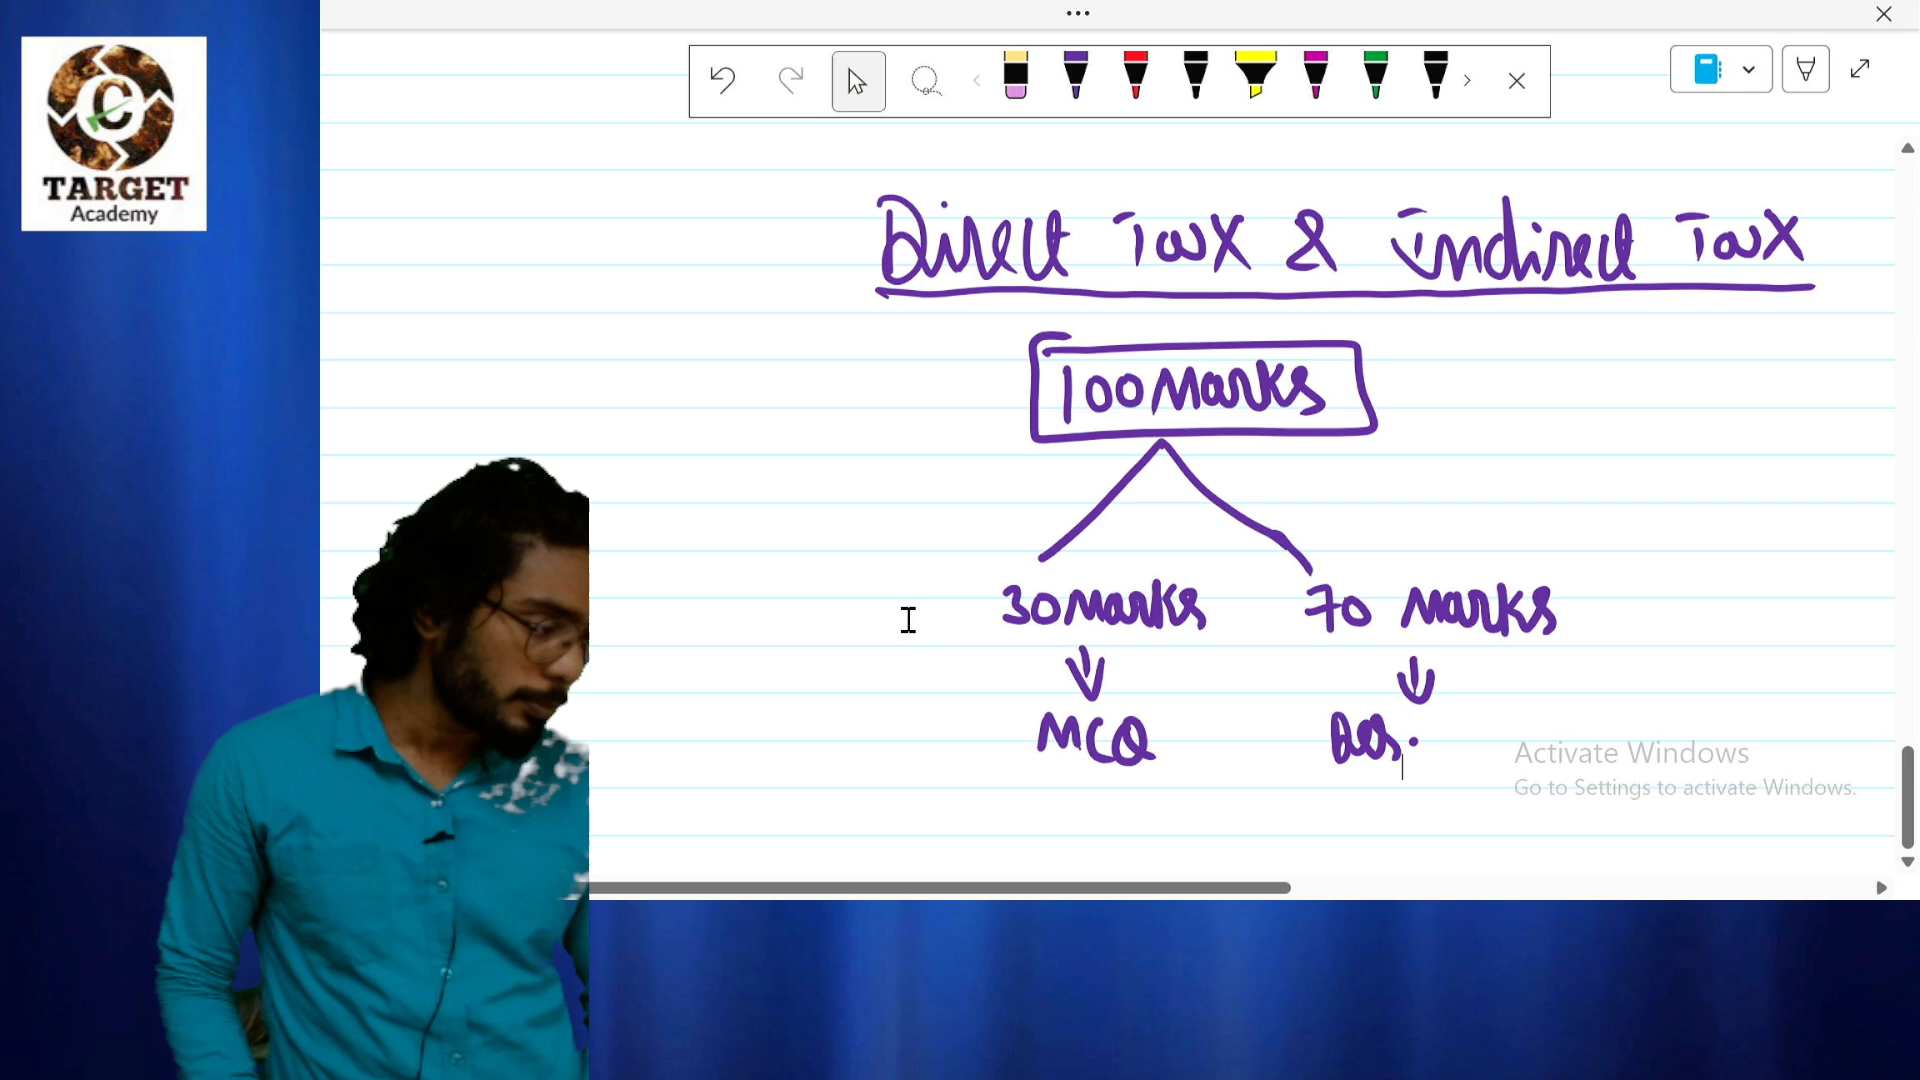 TARGET
Academy
Direct Tax & indirect Tax
100 Marks
30 Marks
70 Marks
MCQ
Des.
Activate Windows
Go to Settings to activate Windows.